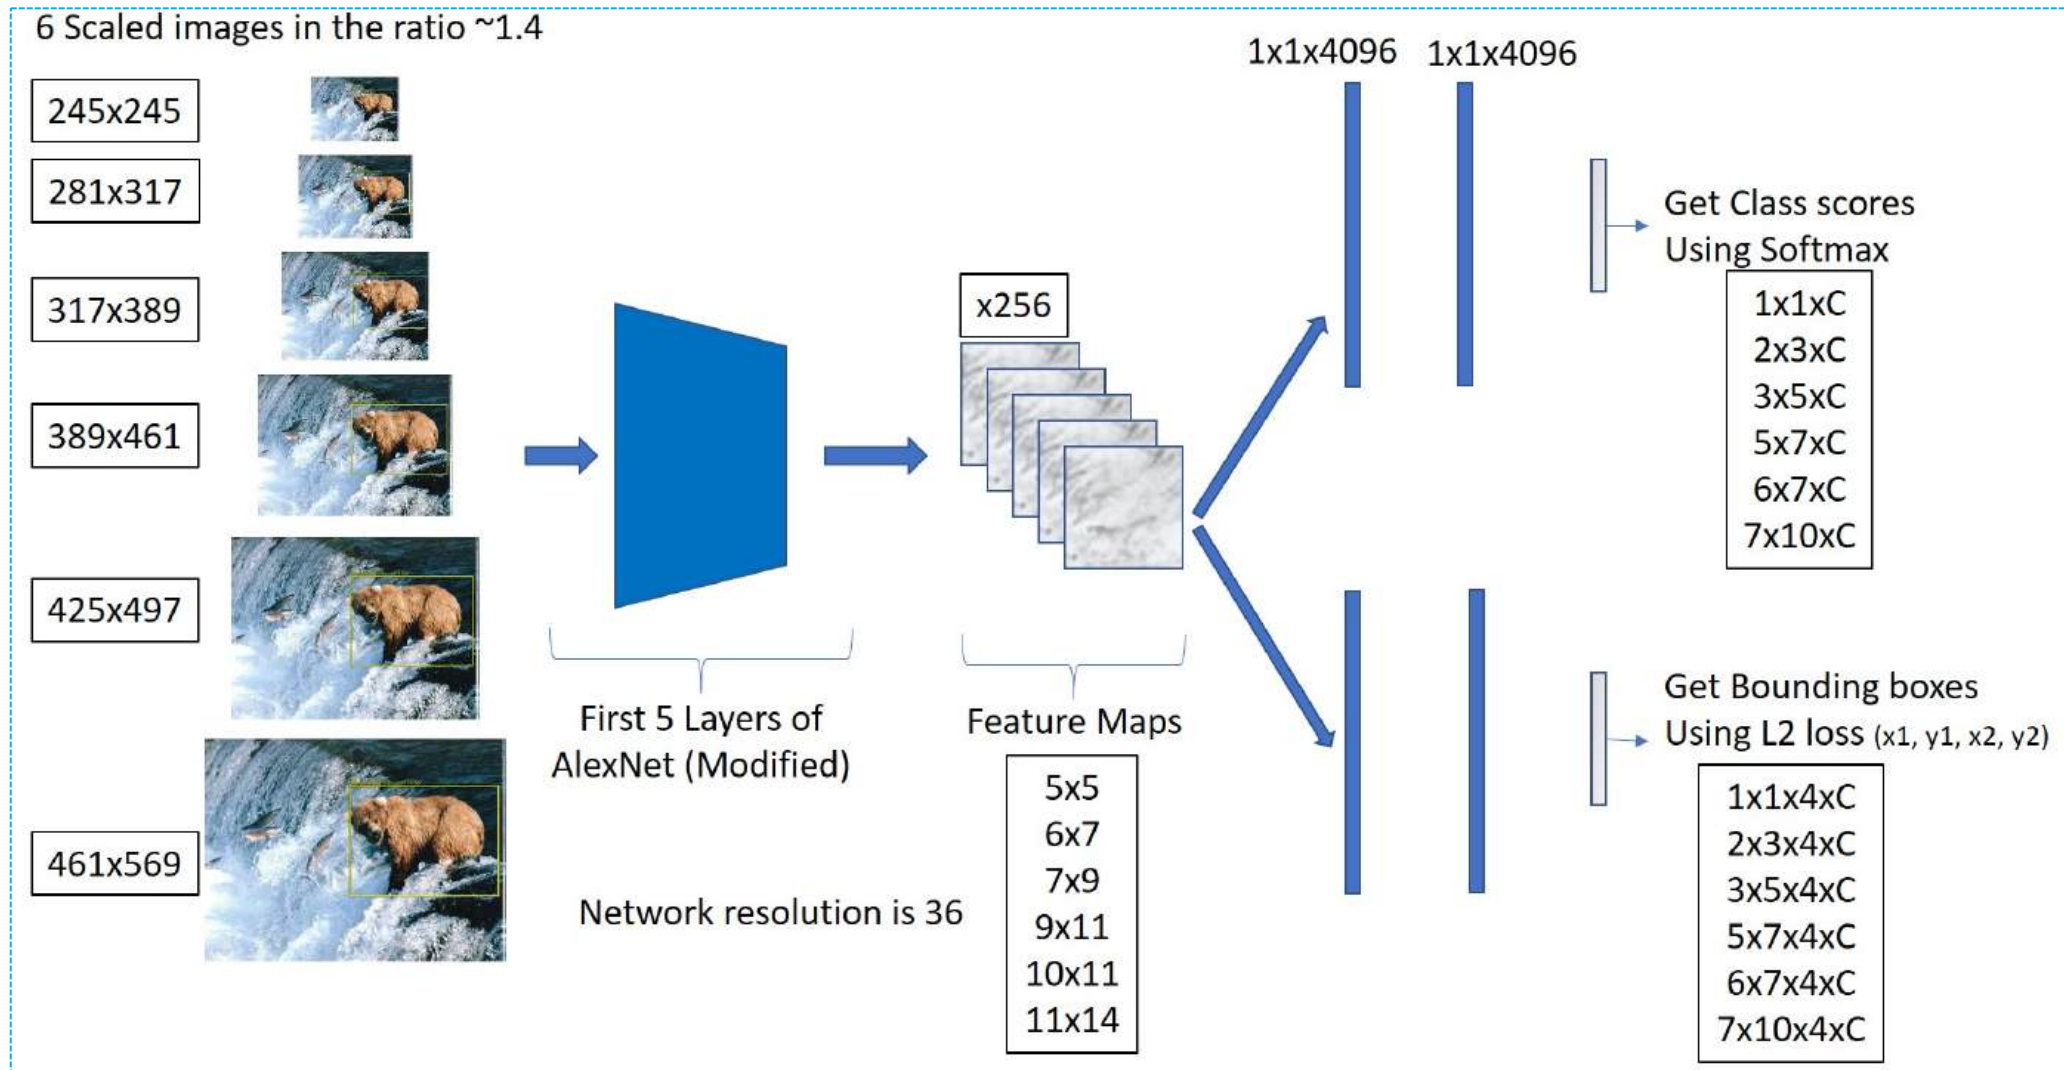 6 Scaled images in the ratio ~1.4
245x245
281x317
317x389
389x461
425x497
461x569
First 5 Layers of
AlexNet (Modified)
Network resolution is 36
x256
Feature Maps
5x5
6x7
7x9
9x11
10x11
11x14
1x1x4096
1x1x4096
Get Class scores
Using Softmax
1x1xC
2x3xC
3x5xC
5x7xC
6x7xC
7x10xC
Get Bounding boxes
Using L2 loss (x1, y1, x2, y2)
1x1x4xC
2x3x4xC
3x5x4xC
5x7x4xC
6x7x4xC
7x10x4xC